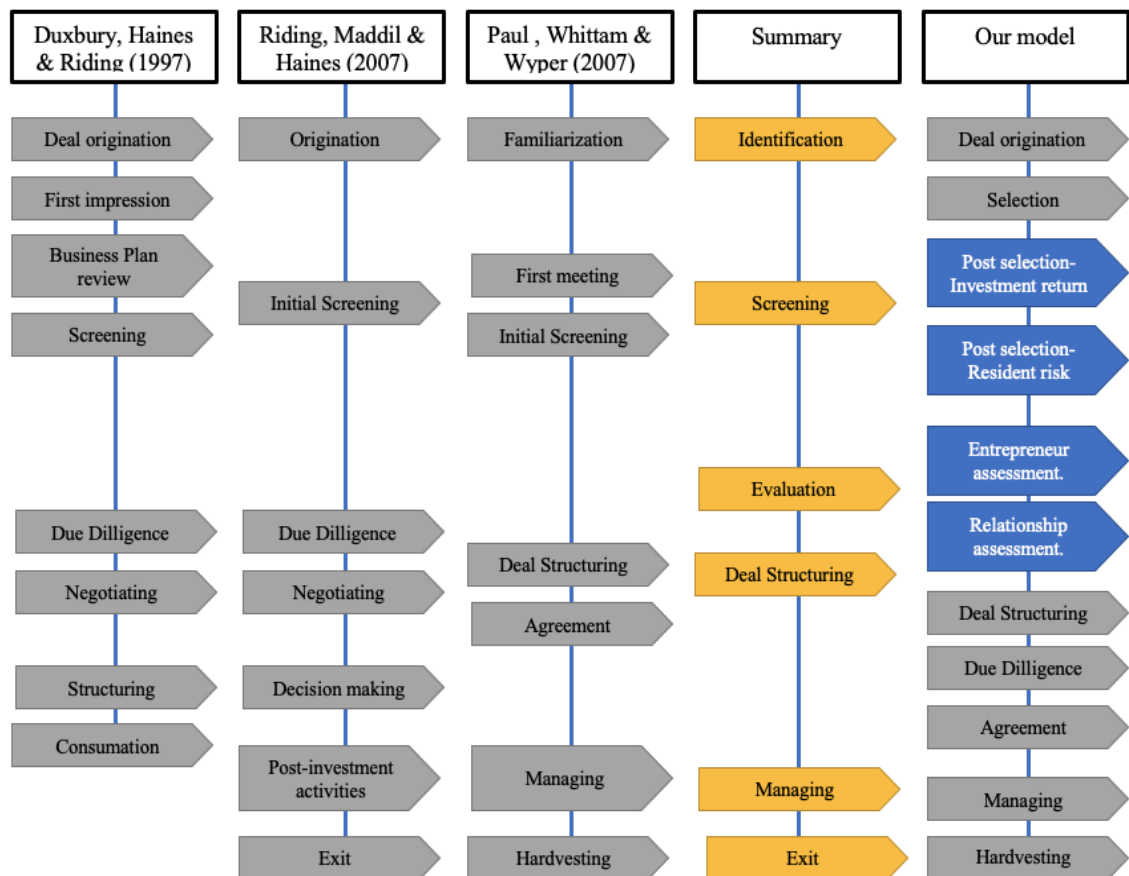 Duxbury, Haines
& Riding (1997)
Deal origination
First impression
Business Plan
review
Screening
Due Dilligence
Negotiating
Structuring
Consumation
Riding, Maddil &
Haines (2007)
Origination
Initial Screening
Due Dilligence
Negotiating
Decision making
Post-investment
activities
Exit
Paul , Whittam &
Wyper (2007)
Familiarization
First meeting
Initial Screening
Deal Structuring
Agreement
Managing
Hardvesting
Summary
Identification
Screening
Evaluation
Deal Structuring
Managing
Exit
Our model
Deal origination
Selection
Post selection-
Investment return
Post selection-
Resident risk
Entrepreneur
assessment.
Relationship
assessment.
Deal Structuring
Due Dilligence
Agreement
Managing
Hardvesting